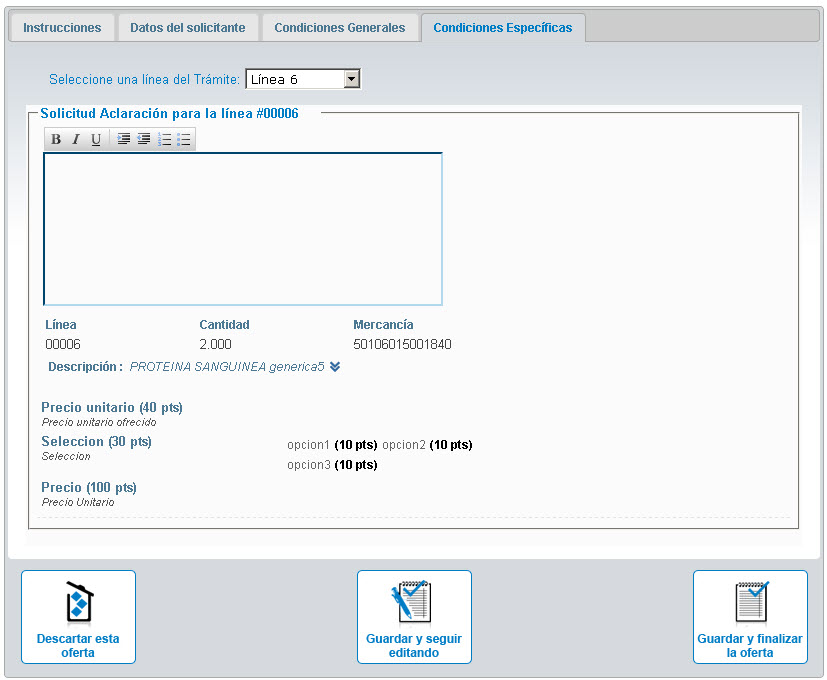 Instrucciones Datos del solicitante Condiciones Generales Condiciones Específicas
Seleccione una línea del Trámite: Línea 6
Solicitud Aclaración para la línea #00006
B I U
Línea Cantidad Mercancía
00006 2.000 50106015001840
Descripción : PROTEINA SANGUINEA generica5
Precio unitario (40 pts)
Precio unitario ofrecido
Seleccion (30 pts) opcion1 (10 pts) opcion2 (10 pts)
Seleccion opcion3 (10 pts)
Precio (100 pts)
Precio Unitario
Descartar esta oferta
Guardar y seguir editando
Guardar y finalizar la oferta